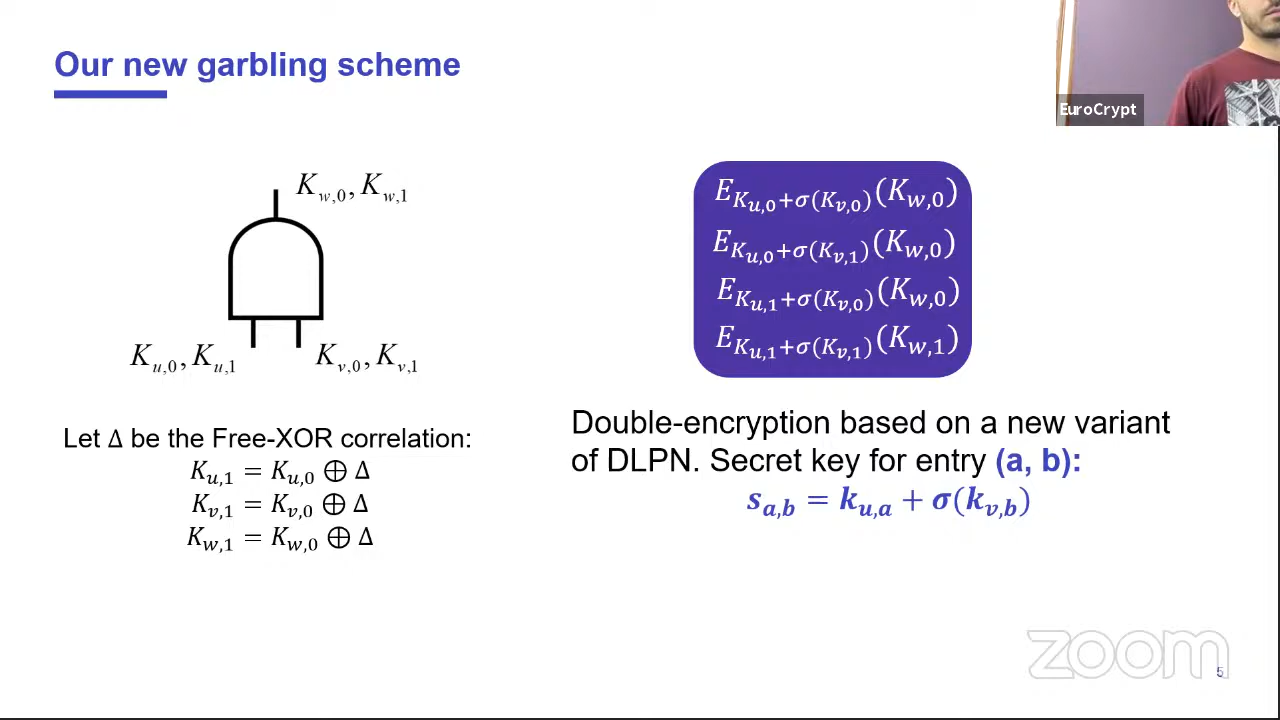 Our new garbling scheme
EuroCrypt
K_{w,0}, K_{w,1}
K_{u,0}, K_{u,1}
K_{v,0}, K_{v,1}
E_{K_{u,0}+σ(K_{v,0})}(K_{w,0})
E_{K_{u,0}+σ(K_{v,1})}(K_{w,0})
E_{K_{u,1}+σ(K_{v,0})}(K_{w,0})
E_{K_{u,1}+σ(K_{v,1})}(K_{w,1})
Let Δ be the Free-XOR correlation:
K_{u,1} = K_{u,0} ⊕ Δ
K_{v,1} = K_{v,0} ⊕ Δ
K_{w,1} = K_{w,0} ⊕ Δ
Double-encryption based on a new variant
of DLPN. Secret key for entry (a, b):
s_{a,b} = k_{u,a} + σ(k_{v,b})
zoom
5